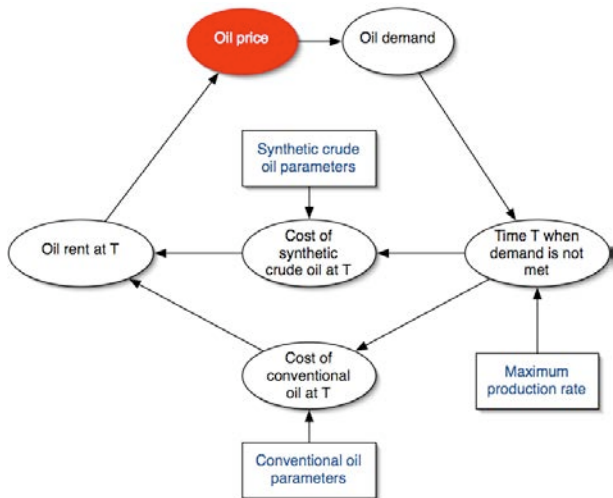 Oil price
Oil demand
Synthetic crude
oil parameters
Oil rent at T
Cost of
synthetic
crude oil at T
Time T when
demand is not
met
Cost of
conventional
oil at T
Maximum
production rate
Conventional oil
parameters